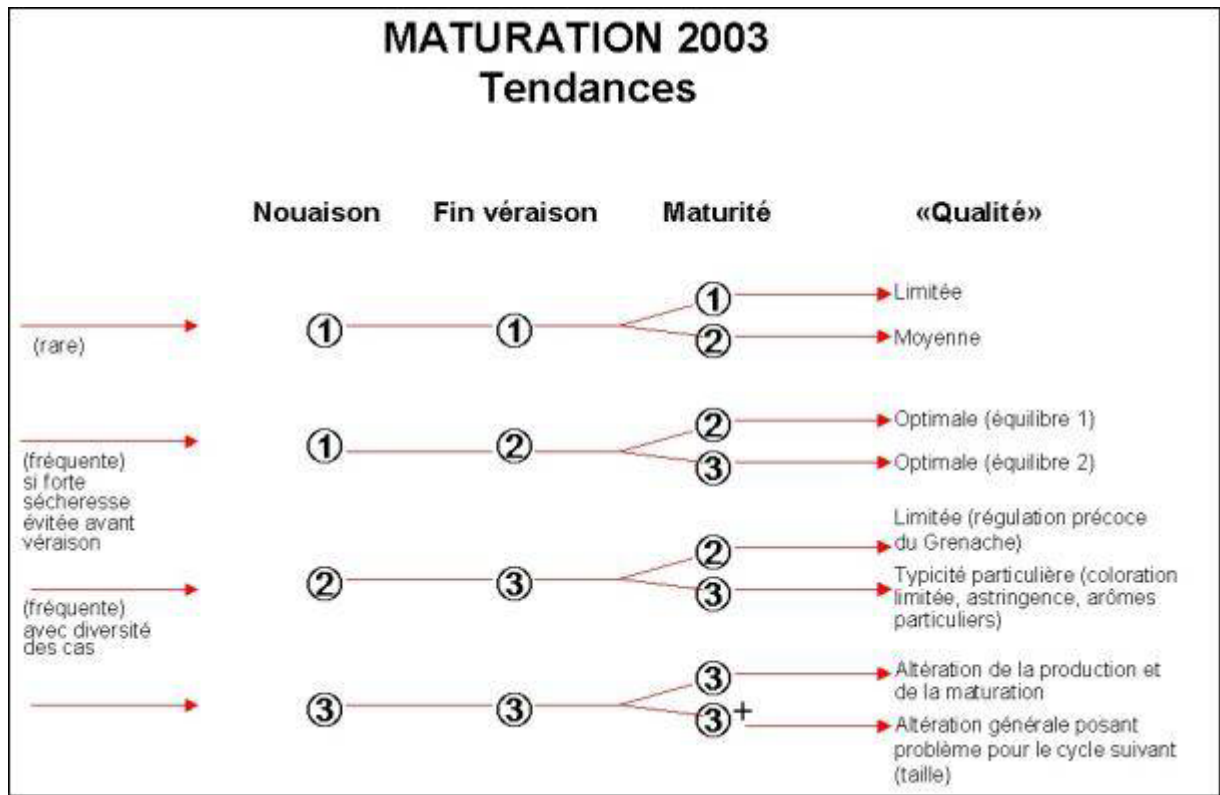 MATURATION 2003
Tendances
Nouaison Fin véraison Maturité «Qualité»
(rare)
1 1 1 Limitée
2 Moyenne
(fréquente)
si forte
sécheresse
évitée avant
véraison
1 2 2 Optimale (équilibre 1)
3 Optimale (équilibre 2)
(fréquente)
avec diversité
des cas
2 3 2 Limitée (régulation précoce
du Grenache)
3 Typicité particulière (coloration
limitée, astringence, arômes
particuliers)
3 3 3 Altération de la production et
de la maturation
3+ Altération générale posant
problème pour le cycle suivant
(taille)